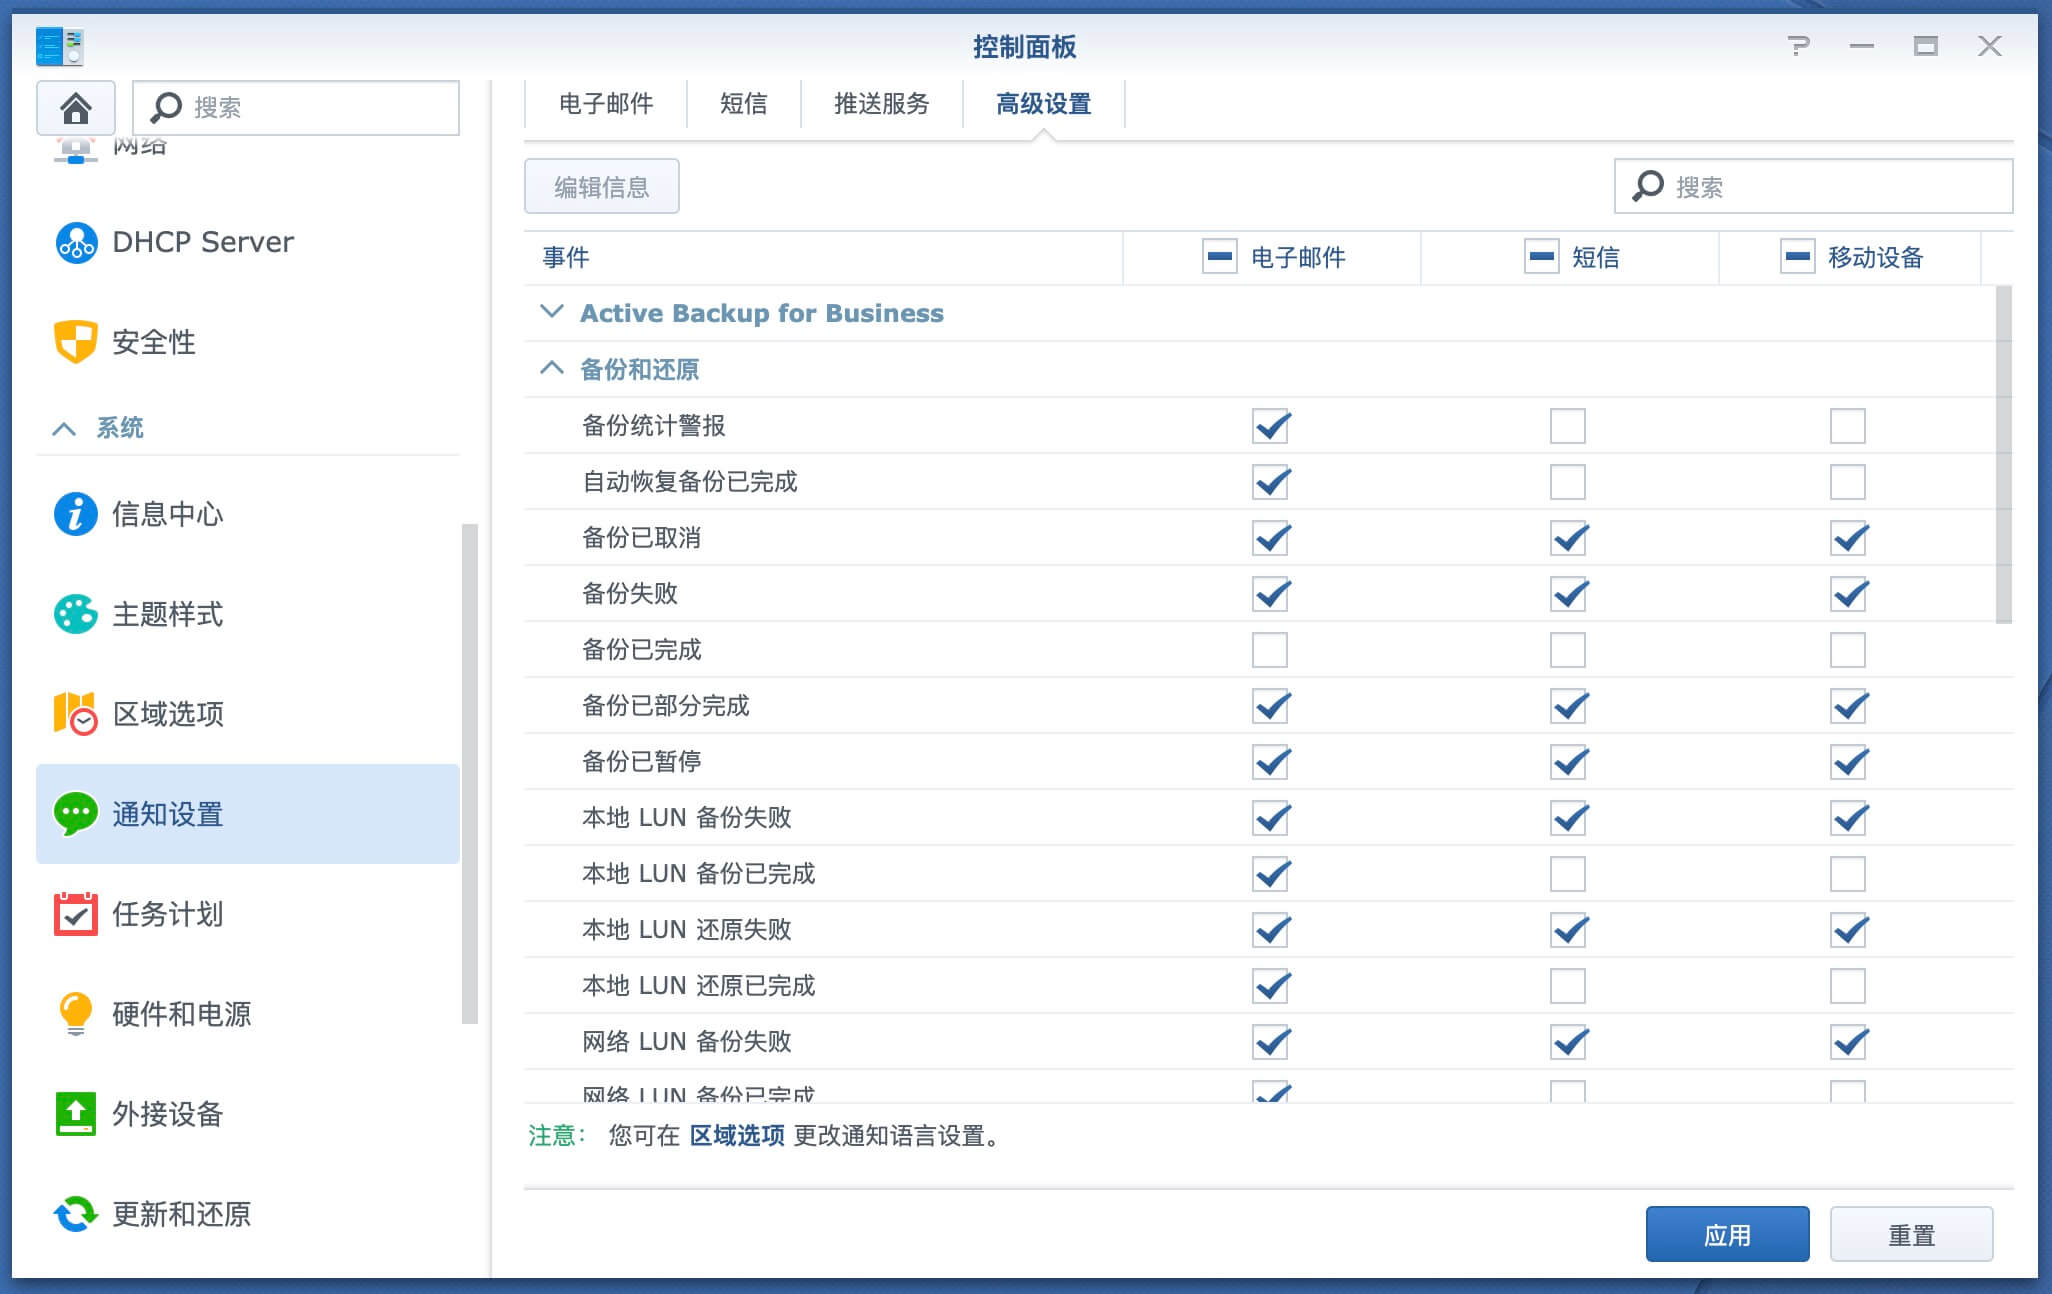 控制面板
搜索
网络
DHCP Server
安全性
系统
信息中心
主题样式
区域选项
通知设置
任务计划
硬件和电源
外接设备
更新和还原
电子邮件 短信 推送服务 高级设置
编辑信息
搜索
事件 电子邮件 短信 移动设备
Active Backup for Business
备份和还原
备份统计警报
自动恢复备份已完成
备份已取消
备份失败
备份已完成
备份已部分完成
备份已暂停
本地 LUN 备份失败
本地 LUN 备份已完成
本地 LUN 还原失败
本地 LUN 还原已完成
网络 LUN 备份失败
网络 LUN 备份已完成
注意： 您可在 区域选项 更改通知语言设置。
应用 重置